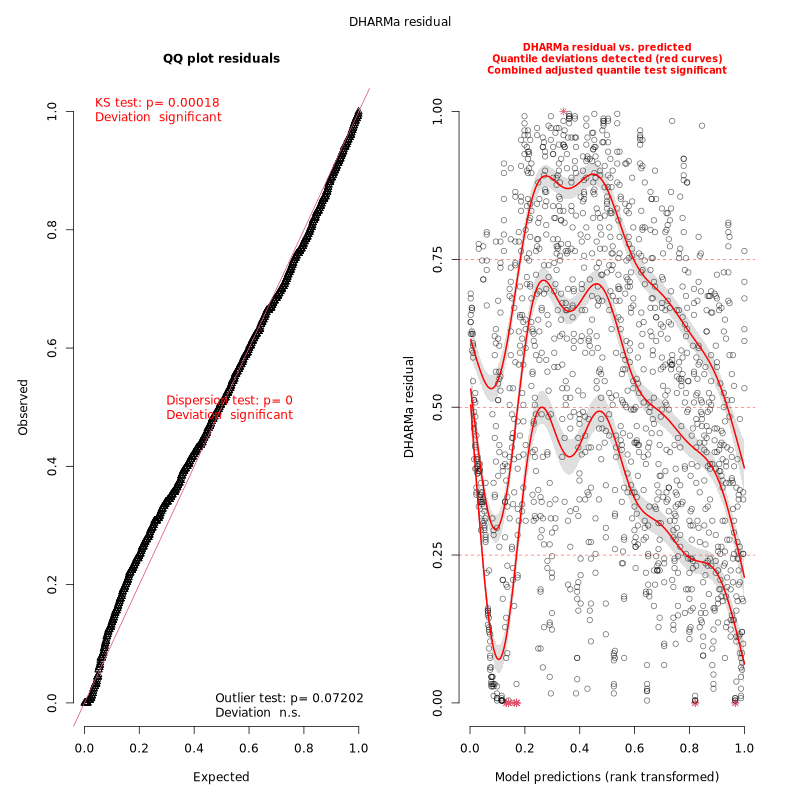 DHARMa residual
QQ plot residuals
KS test: p= 0.00018
Deviation  significant
Dispersion test: p= 0
Deviation  significant
Outlier test: p= 0.07202
Deviation  n.s.
Observed
0.0
0.2
0.4
0.6
0.8
1.0
0.0 0.2 0.4 0.6 0.8 1.0
Expected
DHARMa residual vs. predicted
Quantile deviations detected (red curves)
Combined adjusted quantile test significant
DHARMa residual
0.00
0.25
0.50
0.75
1.00
0.0 0.2 0.4 0.6 0.8 1.0
Model predictions (rank transformed)